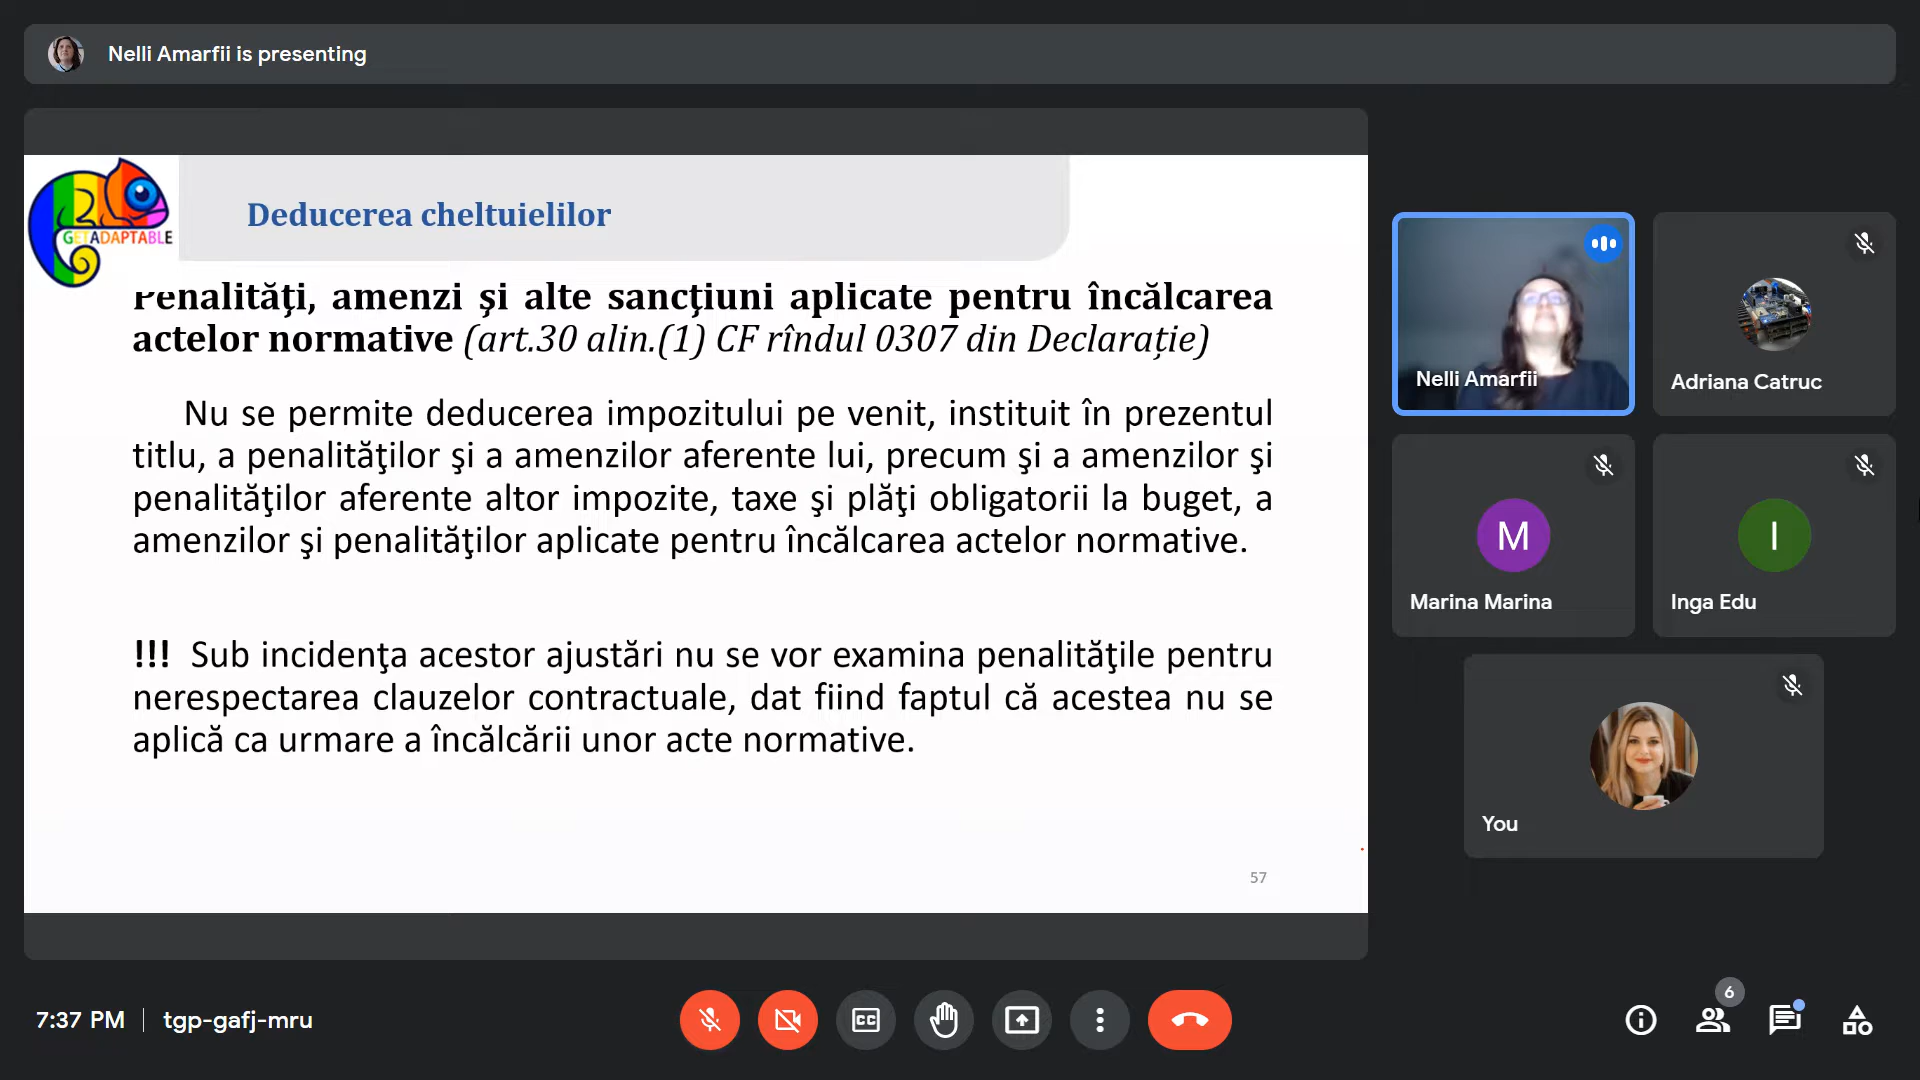 Nelli Amarfii is presenting
GETADAPTABLE
Deducerea cheltuielilor
Penalități, amenzi și alte sancțiuni aplicate pentru încălcarea
actelor normative (art.30 alin.(1) CF rîndul 0307 din Declarație)
Nu se permite deducerea impozitului pe venit, instituit în prezentul
titlu, a penalităţilor şi a amenzilor aferente lui, precum şi a amenzilor şi
penalităţilor aferente altor impozite, taxe şi plăţi obligatorii la buget, a
amenzilor şi penalităţilor aplicate pentru încălcarea actelor normative.
!!! Sub incidenţa acestor ajustări nu se vor examina penalităţile pentru
nerespectarea clauzelor contractuale, dat fiind faptul că acestea nu se
aplică ca urmare a încălcării unor acte normative.
57
Nelli Amarfii
Adriana Catruc
M
Marina Marina
I
Inga Edu
You
7:37 PM
tgp-gafj-mru
CC
6